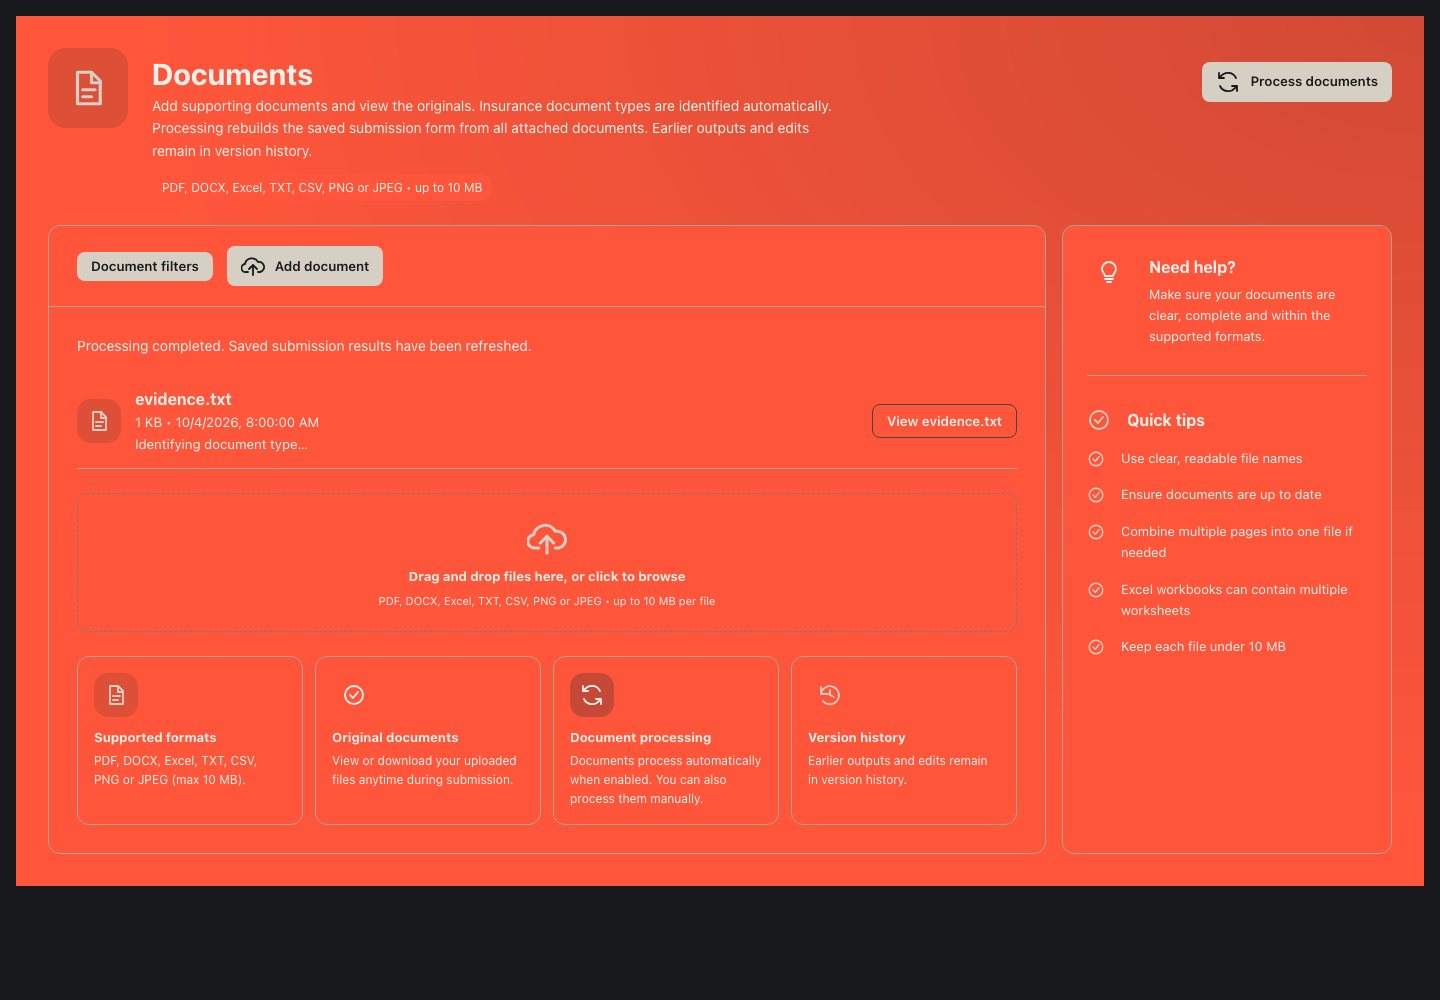 Documents
Add supporting documents and view the originals. Insurance document types are identified automatically.
Processing rebuilds the saved submission form from all attached documents. Earlier outputs and edits
remain in version history.
PDF, DOCX, Excel, TXT, CSV, PNG or JPEG • up to 10 MB
Process documents
Document filters
Add document
Processing completed. Saved submission results have been refreshed.
evidence.txt
1 KB • 10/4/2026, 8:00:00 AM
Identifying document type...
View evidence.txt
Drag and drop files here, or click to browse
PDF, DOCX, Excel, TXT, CSV, PNG or JPEG • up to 10 MB per file
Supported formats
PDF, DOCX, Excel, TXT, CSV,
PNG or JPEG (max 10 MB).
Original documents
View or download your uploaded
files anytime during submission.
Document processing
Documents process automatically
when enabled. You can also
process them manually.
Version history
Earlier outputs and edits remain
in version history.
Need help?
Make sure your documents are
clear, complete and within the
supported formats.
Quick tips
Use clear, readable file names
Ensure documents are up to date
Combine multiple pages into one file if
needed
Excel workbooks can contain multiple
worksheets
Keep each file under 10 MB